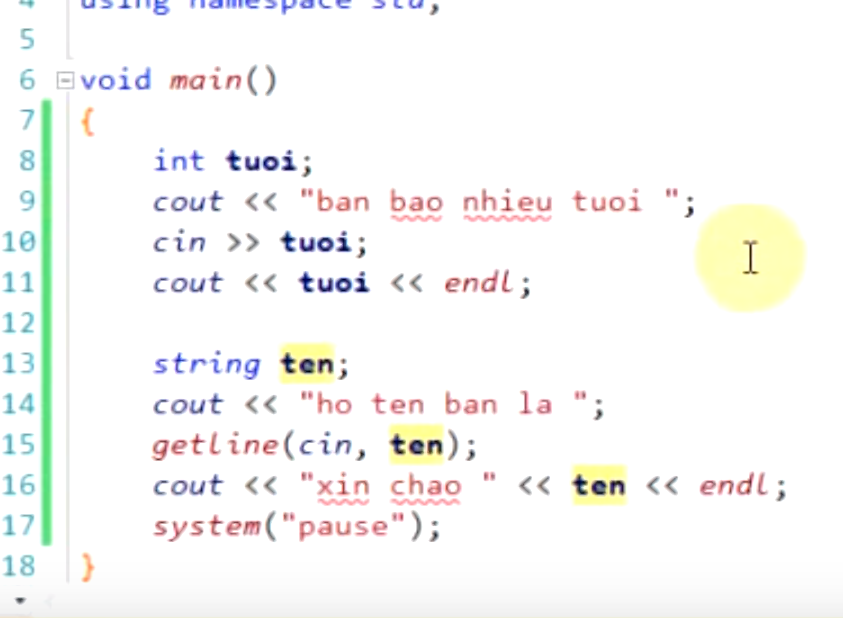 4 using namespace std;
5
6 void main()
7 {
8 int tuoi;
9 cout << "ban bao nhieu tuoi ";
10 cin >> tuoi;
11 cout << tuoi << endl;
12
13 string ten;
14 cout << "ho ten ban la ";
15 getline(cin, ten);
16 cout << "xin chao " << ten << endl;
17 system("pause");
18 }